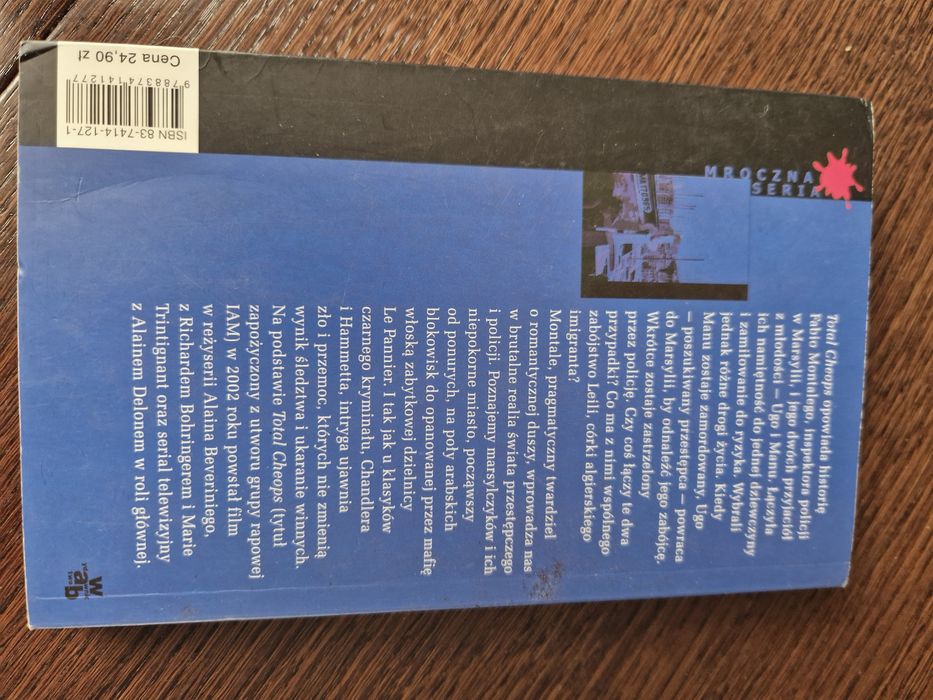 MROCZNA
SERIA
Total Cheops opowiada historię
Fabio Montalego, inspektora policji
w Marsylii, i jego dwóch przyjaciół
z młodości – Ugo i Manu. Łączyła
ich namiętność do jednej dziewczyny
i zamiłowanie do ryzyka. Wybrali
jednak różne drogi życia. Kiedy
Manu zostaje zamordowany, Ugo
– poszukiwany przestępca – powraca
do Marsylii, by odnaleźć jego zabójcę.
Wkrótce zostaje zastrzelony
przez policję. Czy coś łączy te dwa
przypadki? Co ma z nimi wspólnego
zabójstwo Leili, córki algierskiego
imigranta?
Montale, pragmatyczny twardziel
o romantycznej duszy, wprowadza nas
w brutalne realia świata przestępczego
i policji. Poznajemy marsylczyków i ich
niepokorne miasto, począwszy
od ponurych, na poły arabskich
blokowisk do opanowanej przez mafię
włoską zabytkowej dzielnicy
Le Pannier. I tak jak u klasyków
czarnego kryminału, Chandlera
i Hammetta, intryga ujawnia
zło i przemoc, których nie zmienią
wynik śledztwa i ukaranie winnych.
Na podstawie Total Cheops (tytuł
zapożyczony z utworu grupy rapowej
IAM) w 2002 roku powstał film
w reżyserii Alaina Beveriniego,
z Richardem Bohringerem i Marie
Trintignant oraz serial telewizyjny
z Alainem Delonem w roli głównej.
ISBN 83-7414-127-1
9788374141277
Cena 24,90 zł
w
ab